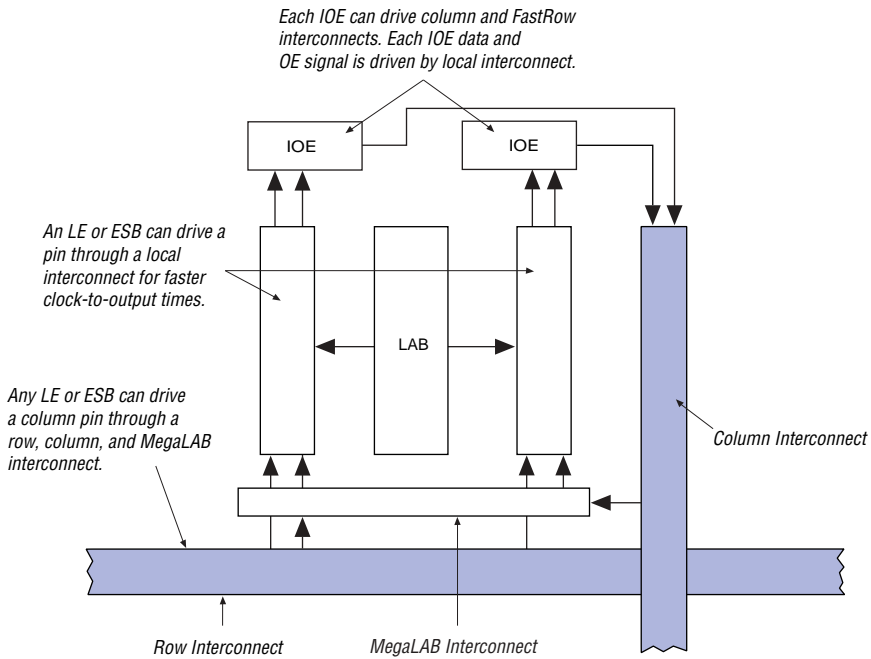 Each IOE can drive column and FastRow
interconnects. Each IOE data and
OE signal is driven by local interconnect.
IOE
IOE
An LE or ESB can drive a
pin through a local
interconnect for faster
clock-to-output times.
LAB
Any LE or ESB can drive
a column pin through a
row, column, and MegaLAB
interconnect.
Column Interconnect
Row Interconnect
MegaLAB Interconnect